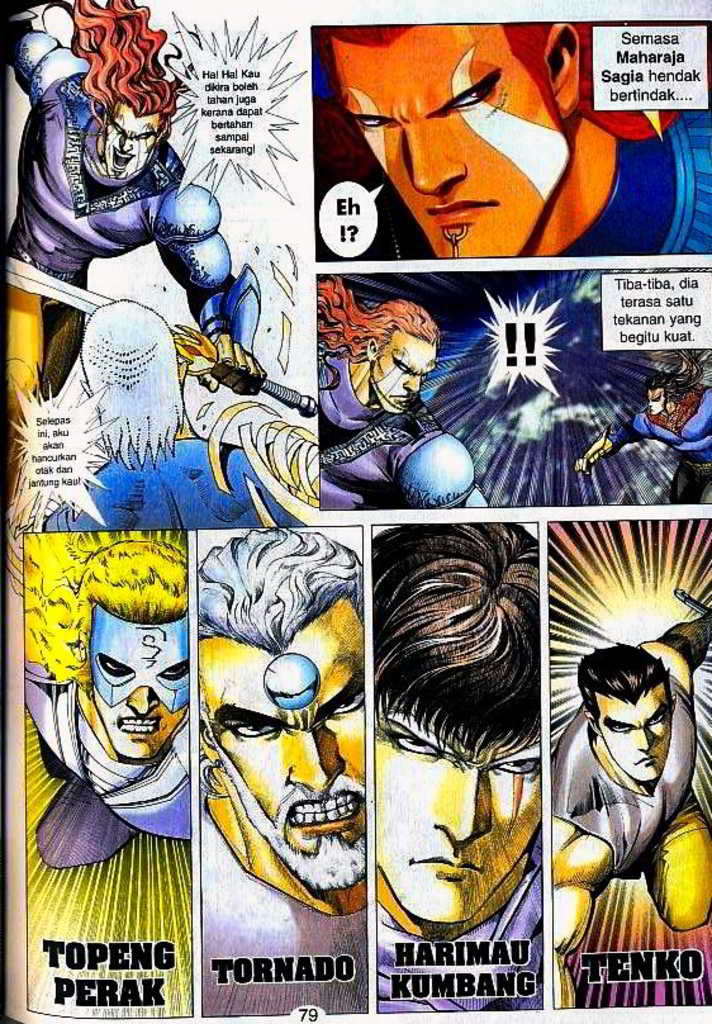 Ha! Ha! Kau
dikira boleh
tahan juga
kerana dapat
bertahan
sampai
sekarang!
Selepas
ini, aku
akan
hancurkan
otak dan
jantung kau!
Semasa
Maharaja
Sagia hendak
bertindak....
Eh
!?
Tiba-tiba, dia
terasa satu
tekanan yang
begitu kuat.
!!
TOPENG
PERAK
TORNADO
HARIMAU
KUMBANG
TENKO
79